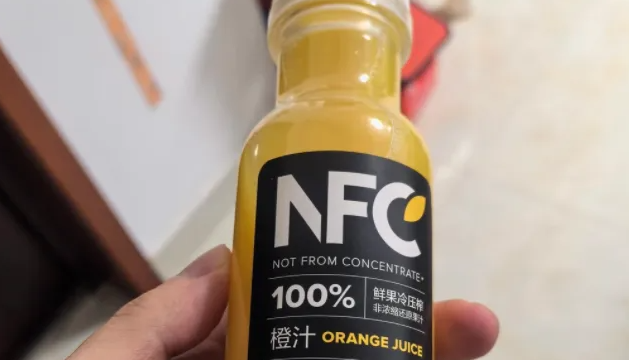 NFC
NOT FROM CONCENTRATE™
100%
鲜果冷压榨
非浓缩还原果汁
橙汁 ORANGE JUICE